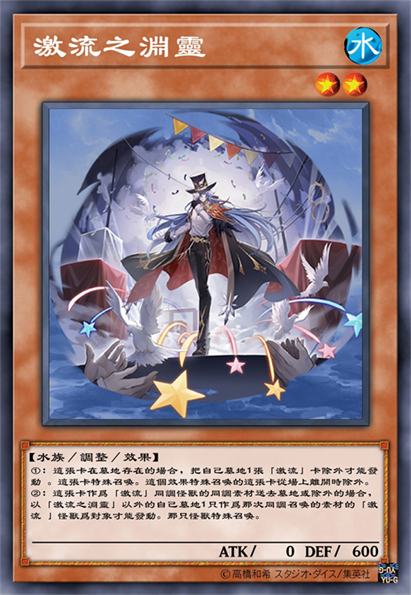 激流之淵靈
水
【水族／調整／效果】
①：這張卡在墓地存在的場合，把自己墓地1張「激流」卡除外才能發
動。這張卡特殊召喚。這個效果特殊召喚的這張卡從場上離開時除外。
②：這張卡作爲「激流」同調怪獸的同調素材送去墓地或除外的場合，
以「激流之淵靈」以外的自己墓地1只作爲那次同調召喚的素材的「激
流」怪獸爲對象才能發動。那只怪獸特殊召喚。
ATK/ 0 DEF/ 600
©高橋和希 スタジオ・ダイス/集英社